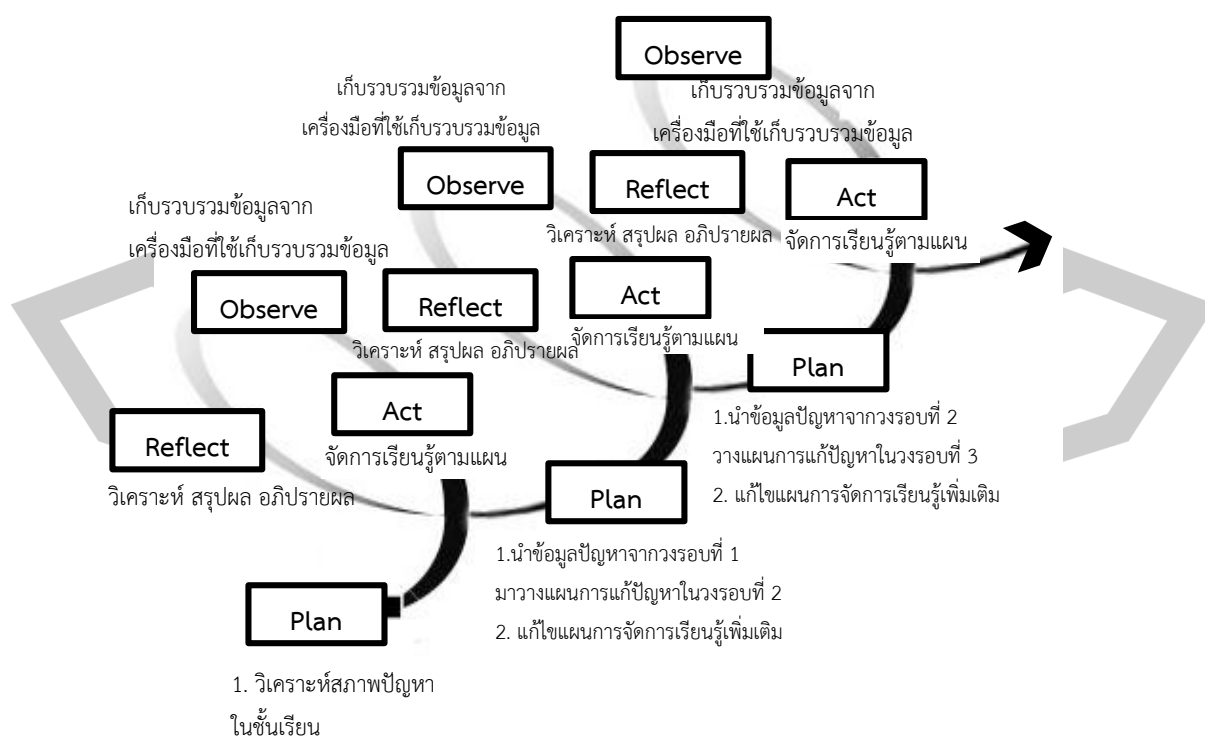 Observe
เก็บรวบรวมข้อมูลจาก
เครื่องมือที่ใช้เก็บรวบรวมข้อมูล
เก็บรวบรวมข้อมูลจาก
เครื่องมือที่ใช้เก็บรวบรวมข้อมูล
Observe
Reflect
Act
เก็บรวบรวมข้อมูลจาก
เครื่องมือที่ใช้เก็บรวบรวมข้อมูล
วิเคราะห์ สรุปผล อภิปรายผล
จัดการเรียนรู้ตามแผน
Observe
Reflect
Act
วิเคราะห์ สรุปผล อภิปรายผล
จัดการเรียนรู้ตามแผน
Plan
Act
1.นำข้อมูลปัญหาจากวงรอบที่ 2
วางแผนการแก้ปัญหาในวงรอบที่ 3
2. แก้ไขแผนการจัดการเรียนรู้เพิ่มเติม
Reflect
จัดการเรียนรู้ตามแผน
วิเคราะห์ สรุปผล อภิปรายผล
Plan
1.นำข้อมูลปัญหาจากวงรอบที่ 1
มาวางแผนการแก้ปัญหาในวงรอบที่ 2
2. แก้ไขแผนการจัดการเรียนรู้เพิ่มเติม
Plan
1. วิเคราะห์สภาพปัญหา
ในชั้นเรียน